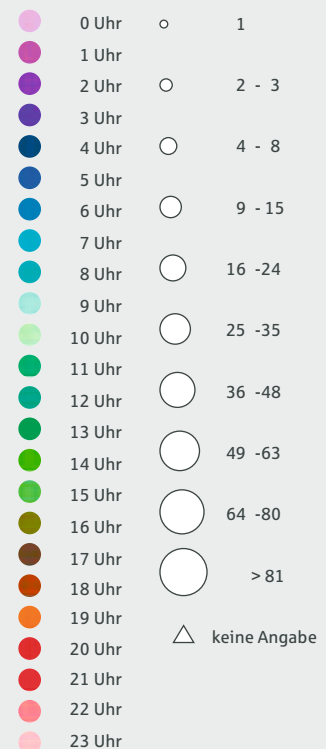 0 Uhr
1 Uhr
2 Uhr
3 Uhr
4 Uhr
5 Uhr
6 Uhr
7 Uhr
8 Uhr
9 Uhr
10 Uhr
11 Uhr
12 Uhr
13 Uhr
14 Uhr
15 Uhr
16 Uhr
17 Uhr
18 Uhr
19 Uhr
20 Uhr
21 Uhr
22 Uhr
23 Uhr
1
2 - 3
4 - 8
9 - 15
16 -24
25 -35
36 -48
49 -63
64 -80
> 81
keine Angabe